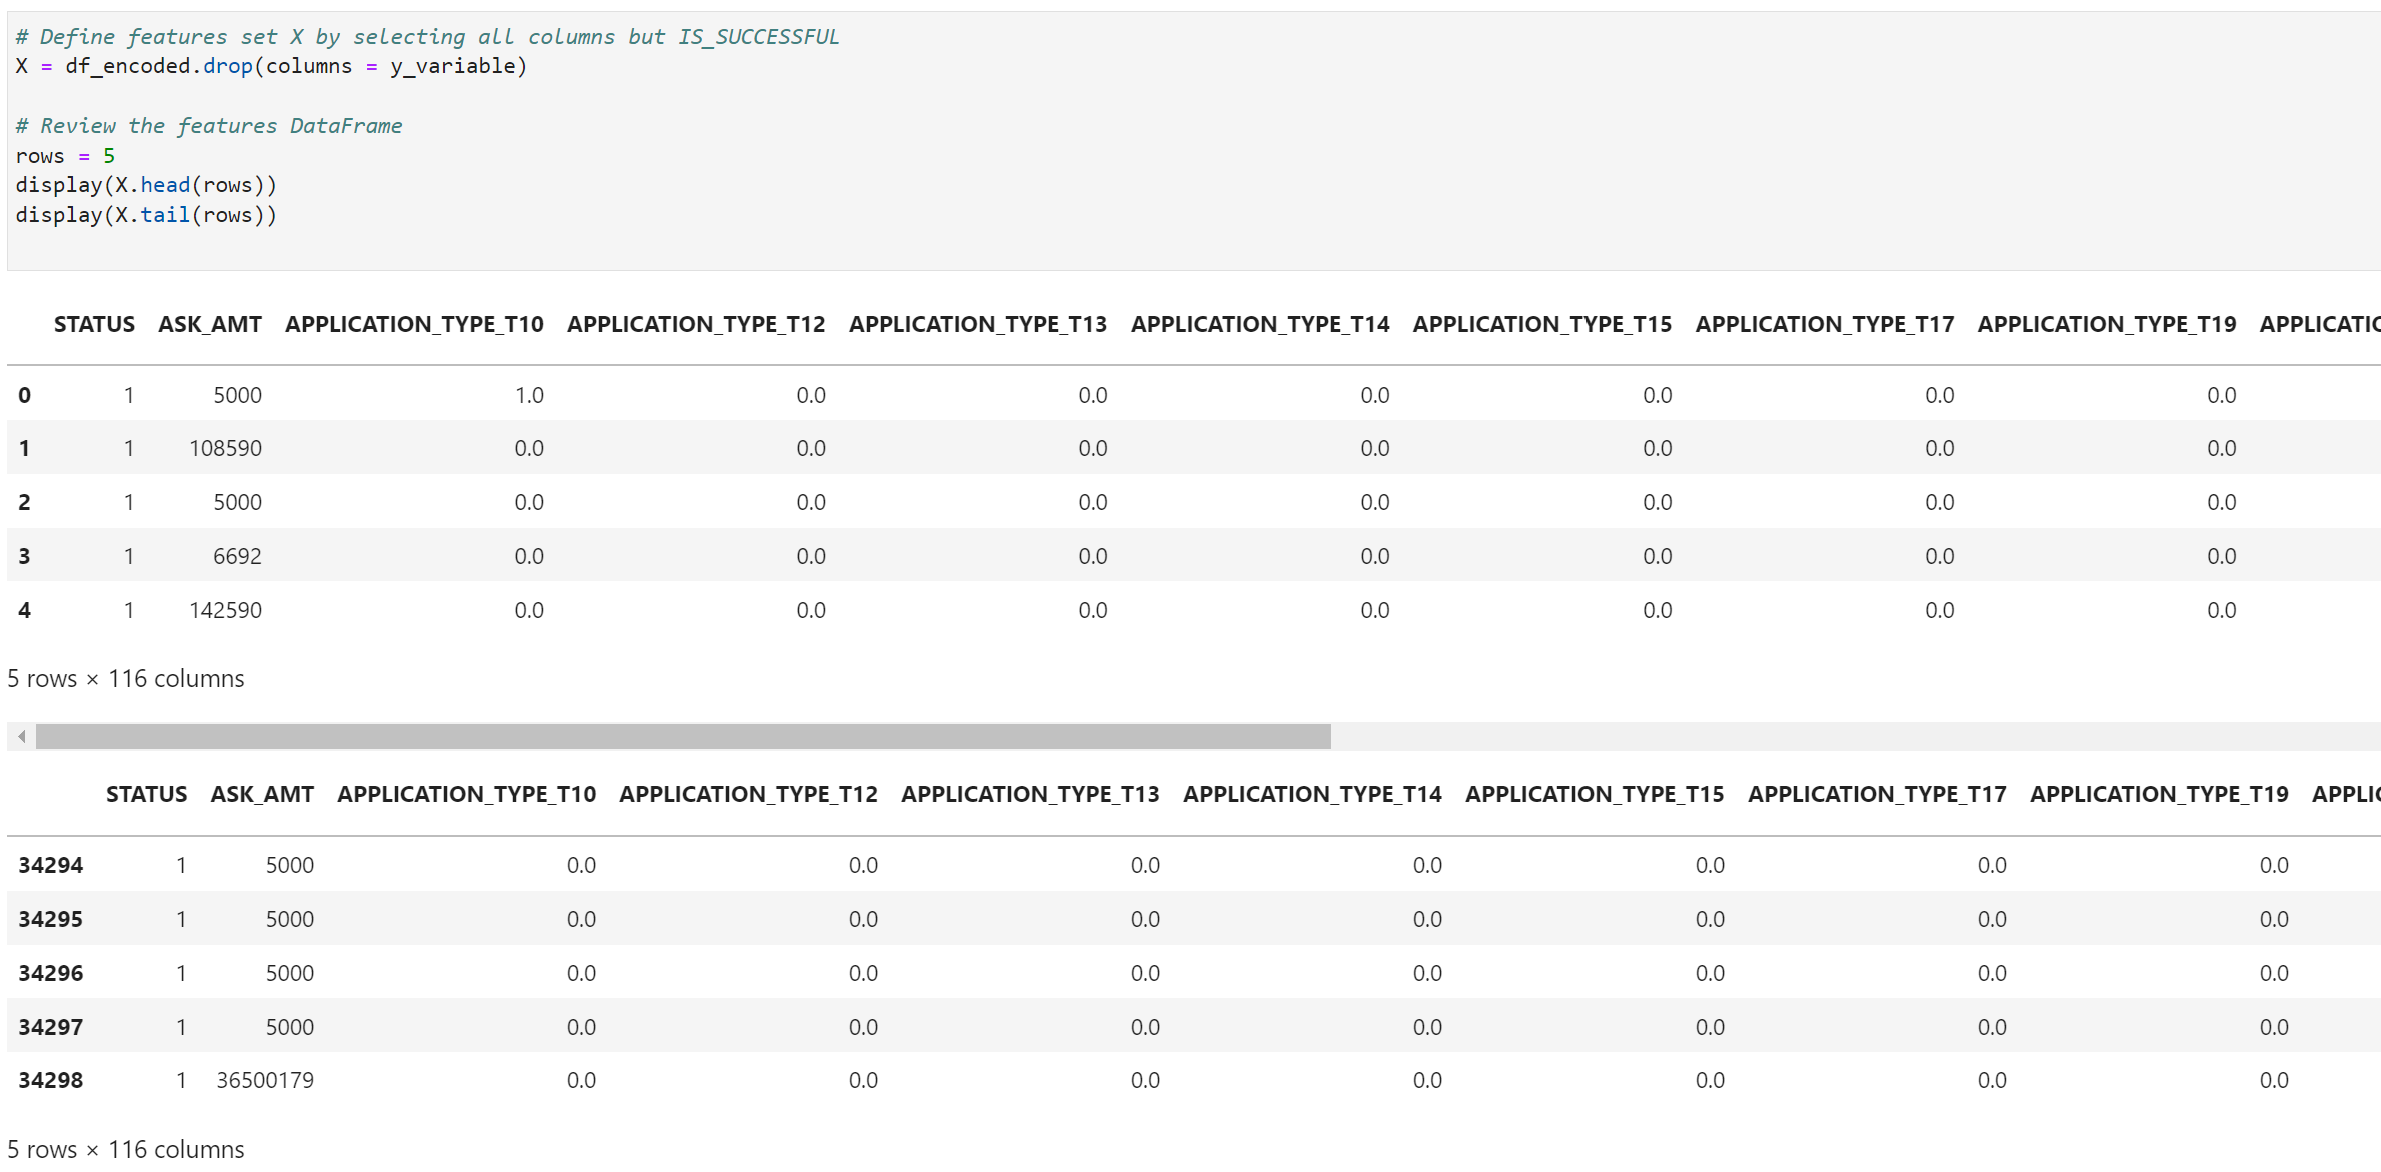 # Define features set X by selecting all columns but IS_SUCCESSFUL
X = df_encoded.drop(columns = y_variable)
# Review the features DataFrame
rows = 5
display(X.head(rows))
display(X.tail(rows))
STATUS ASK_AMT APPLICATION_TYPE_T10 APPLICATION_TYPE_T12 APPLICATION_TYPE_T13 APPLICATION_TYPE_T14 APPLICATION_TYPE_T15 APPLICATION_TYPE_T17 APPLICATION_TYPE_T19 APPLICATIO
0 1 5000 1.0 0.0 0.0 0.0 0.0 0.0 0.0
1 1 108590 0.0 0.0 0.0 0.0 0.0 0.0 0.0
2 1 5000 0.0 0.0 0.0 0.0 0.0 0.0 0.0
3 1 6692 0.0 0.0 0.0 0.0 0.0 0.0 0.0
4 1 142590 0.0 0.0 0.0 0.0 0.0 0.0 0.0
5 rows × 116 columns
STATUS ASK_AMT APPLICATION_TYPE_T10 APPLICATION_TYPE_T12 APPLICATION_TYPE_T13 APPLICATION_TYPE_T14 APPLICATION_TYPE_T15 APPLICATION_TYPE_T17 APPLICATION_TYPE_T19 APPLIC
34294 1 5000 0.0 0.0 0.0 0.0 0.0 0.0 0.0
34295 1 5000 0.0 0.0 0.0 0.0 0.0 0.0 0.0
34296 1 5000 0.0 0.0 0.0 0.0 0.0 0.0 0.0
34297 1 5000 0.0 0.0 0.0 0.0 0.0 0.0 0.0
34298 1 36500179 0.0 0.0 0.0 0.0 0.0 0.0 0.0
5 rows × 116 columns